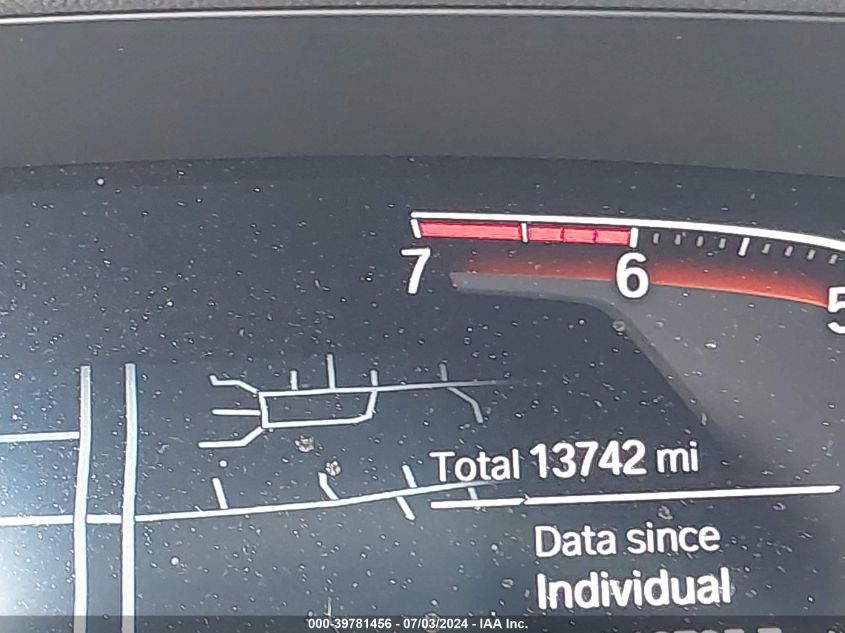 7
6
5
Total 13742 mi
Data since
Individual
000-39781456 - 07/03/2024 - IAA Inc.